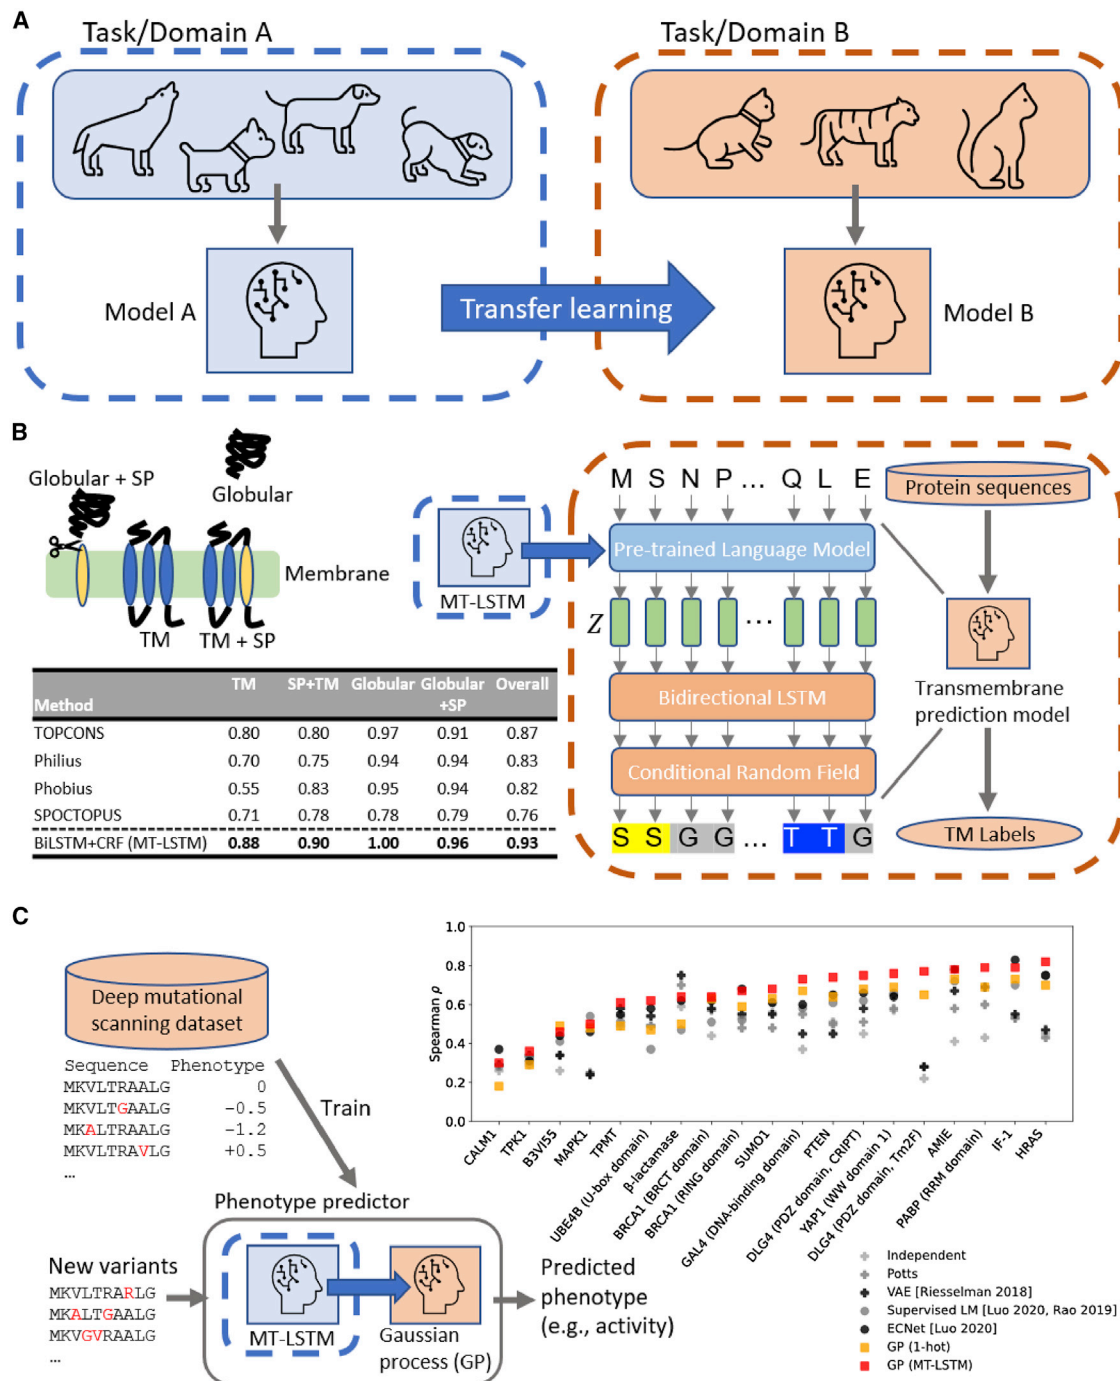 A
Task/Domain A
Task/Domain B
Model A
Transfer learning
Model B
B
Globular + SP
Globular
Membrane
TM
TM + SP
MT-LSTM
M S N P ... Q L E
Protein sequences
Pre-trained Language Model
Z
...
Bidirectional LSTM
Transmembrane
prediction model
Conditional Random Field
S S G G ... T T G
TM Labels
Method TM SP+TM Globular Globular +SP Overall
TOPCONS 0.80 0.80 0.97 0.91 0.87
Philius 0.70 0.75 0.94 0.94 0.83
Phobius 0.55 0.83 0.95 0.94 0.82
SPOCTOPUS 0.71 0.78 0.78 0.79 0.76
BiLSTM+CRF (MT-LSTM) 0.88 0.90 1.00 0.96 0.93
C
Deep mutational
scanning dataset
Sequence Phenotype
MKVLTRAALG 0
MKVLTGAALG −0.5
MKALTRAALG −1.2
MKVLTRAVLG +0.5
...
Train
Phenotype predictor
New variants
MKVLTRARLG
MKALTGAALG
MKVGVRAALG
...
MT-LSTM
Gaussian
process (GP)
Predicted
phenotype
(e.g., activity)
Spearman ρ
1.0
0.8
0.6
0.4
0.2
0.0
CALM1
TPK1
B3VI55
MAPK1
TPMT
UBE4B (U-box domain)
β-lactamase
BRCA1 (BRCT domain)
BRCA1 (RING domain)
SUMO1
GAL4 (DNA-binding domain)
PTEN
DLG4 (PDZ domain, CRIPT)
YAP1 (WW domain 1)
DLG4 (PDZ domain, Tm2F)
AMIE
PABP (RRM domain)
IF-1
HRAS
Independent
Potts
VAE [Riesselman 2018]
Supervised LM [Luo 2020, Rao 2019]
ECNet [Luo 2020]
GP (1-hot)
GP (MT-LSTM)